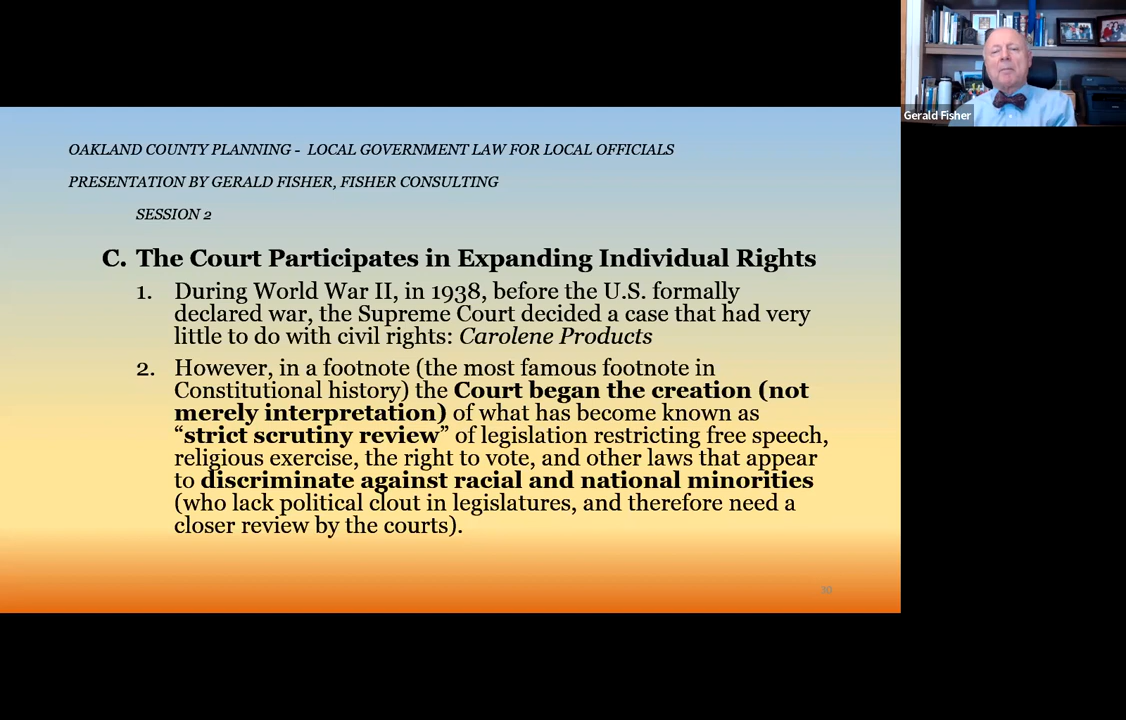 OAKLAND COUNTY PLANNING - LOCAL GOVERNMENT LAW FOR LOCAL OFFICIALS
PRESENTATION BY GERALD FISHER, FISHER CONSULTING
SESSION 2
C. The Court Participates in Expanding Individual Rights
1. During World War II, in 1938, before the U.S. formally
declared war, the Supreme Court decided a case that had very
little to do with civil rights: Carolene Products
2. However, in a footnote (the most famous footnote in
Constitutional history) the Court began the creation (not
merely interpretation) of what has become known as
“strict scrutiny review” of legislation restricting free speech,
religious exercise, the right to vote, and other laws that appear
to discriminate against racial and national minorities
(who lack political clout in legislatures, and therefore need a
closer review by the courts).
30
Gerald Fisher